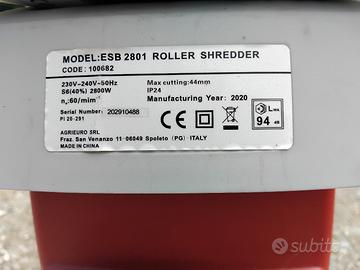 MODEL:ESB 2801 ROLLER SHREDDER
CODE : 100682
230V~240V~50Hz Max cutting:44mm
S6(40%) 2800W IP24
n₀:60/min⁻¹ Manufacturing Year: 2020
Serial Number: 202910488
PI 20-291
AGRIEURO SRL
Fraz. San Venanzo 11-06049 Spoleto (PG) ITALY
MADE IN CHINA
LWA
94 dB
subito